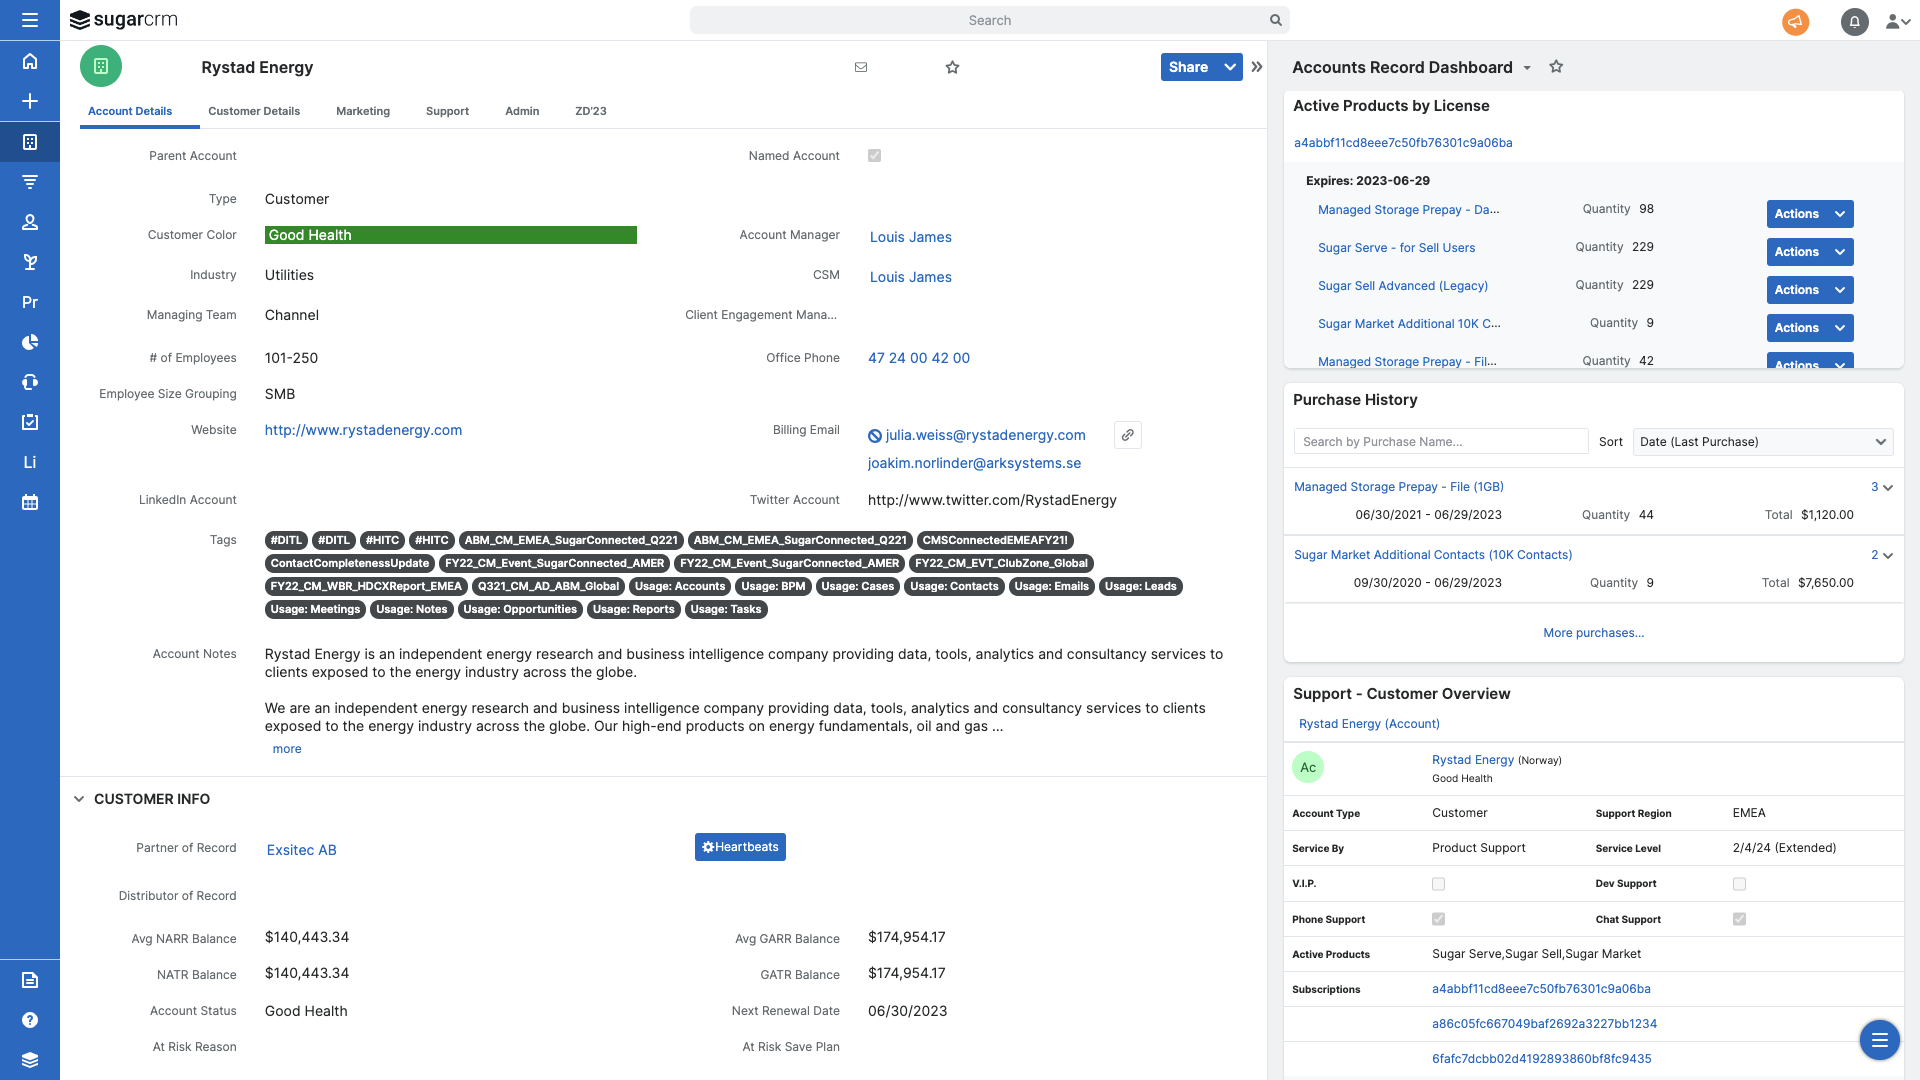 sugarcrm
Search
Rystad Energy
Share
Account Details
Customer Details
Marketing
Support
Admin
ZD'23
Parent Account
Named Account
Type
Customer
Customer Color
Good Health
Account Manager
Louis James
Industry
Utilities
CSM
Louis James
Managing Team
Channel
Client Engagement Mana...
# of Employees
101-250
Office Phone
47 24 00 42 00
Employee Size Grouping
SMB
Website
http://www.rystadenergy.com
Billing Email
julia.weiss@rystadenergy.com
joakim.norlinder@arksystems.se
LinkedIn Account
Twitter Account
http://www.twitter.com/RystadEnergy
Tags
#DITL #DITL #HITC #HITC ABM_CM_EMEA_SugarConnected_Q221 ABM_CM_EMEA_SugarConnected_Q221 CMSConnectedEMEAFY21!
ContactCompletenessUpdate FY22_CM_Event_SugarConnected_AMER FY22_CM_Event_SugarConnected_AMER FY22_CM_EVT_ClubZone_Global
FY22_CM_WBR_HDCXReport_EMEA Q321_CM_AD_ABM_Global Usage: Accounts Usage: BPM Usage: Cases Usage: Contacts Usage: Emails Usage: Leads
Usage: Meetings Usage: Notes Usage: Opportunities Usage: Reports Usage: Tasks
Account Notes
Rystad Energy is an independent energy research and business intelligence company providing data, tools, analytics and consultancy services to
clients exposed to the energy industry across the globe.
We are an independent energy research and business intelligence company providing data, tools, analytics and consultancy services to clients
exposed to the energy industry across the globe. Our high-end products on energy fundamentals, oil and gas ...
more
CUSTOMER INFO
Partner of Record
Exsitec AB
Heartbeats
Distributor of Record
Avg NARR Balance
$140,443.34
Avg GARR Balance
$174,954.17
NATR Balance
$140,443.34
GATR Balance
$174,954.17
Account Status
Good Health
Next Renewal Date
06/30/2023
At Risk Reason
At Risk Save Plan
Pr
Li
Accounts Record Dashboard
Active Products by License
a4abbf11cd8eee7c50fb76301c9a06ba
Expires: 2023-06-29
Managed Storage Prepay - Da... Quantity 98 Actions
Sugar Serve - for Sell Users Quantity 229 Actions
Sugar Sell Advanced (Legacy) Quantity 229 Actions
Sugar Market Additional 10K C... Quantity 9 Actions
Managed Storage Prepay - Fil... Quantity 42 Actions
Purchase History
Search by Purchase Name...
Sort
Date (Last Purchase)
Managed Storage Prepay - File (1GB) 3
06/30/2021 - 06/29/2023 Quantity 44 Total $1,120.00
Sugar Market Additional Contacts (10K Contacts) 2
09/30/2020 - 06/29/2023 Quantity 9 Total $7,650.00
More purchases...
Support - Customer Overview
Rystad Energy (Account)
Ac
Rystad Energy (Norway)
Good Health
Account Type Customer Support Region EMEA
Service By Product Support Service Level 2/4/24 (Extended)
V.I.P. Dev Support
Phone Support Chat Support
Active Products Sugar Serve,Sugar Sell,Sugar Market
Subscriptions a4abbf11cd8eee7c50fb76301c9a06ba
a86c05fc667049baf2692a3227bb1234
6fafc7dcbb02d4192893860bf8fc9435